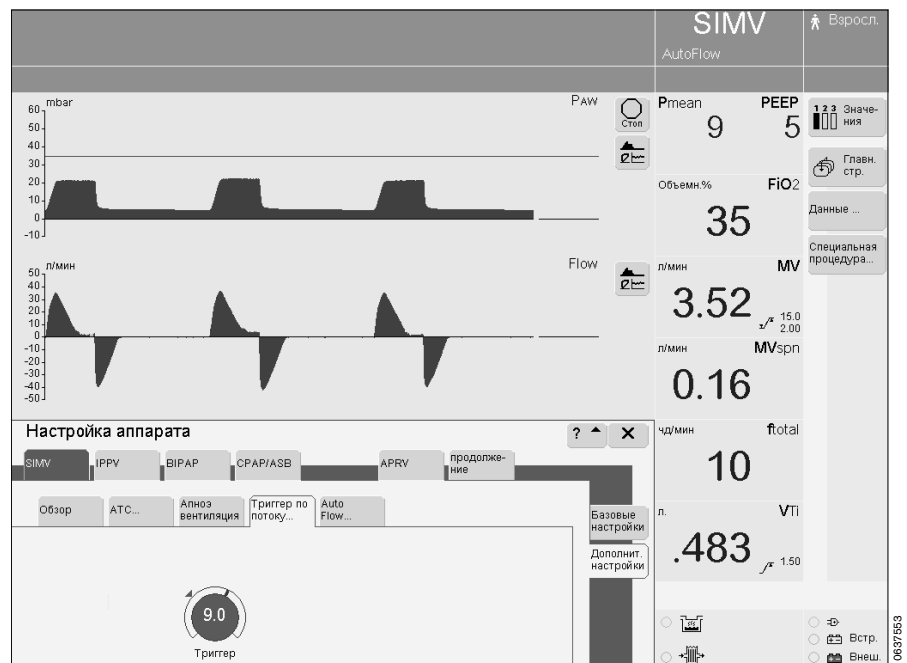 SIMV
AutoFlow
Взросл.
mbar
Paw
60
50
40
30
20
10
0
-10
Стоп
Pmean
PEEP
9
5
1 2 3 Значе-
ния
Главн.
стр.
Объемн.%
FiO2
35
Данные ...
Специальная
процедура...
л/мин
Flow
50
40
30
20
10
0
-10
-20
-30
-40
-50
л/мин
MV
3.52
15.0
2.00
л/мин
MVspn
0.16
Настройка аппарата
?
чд/мин
ftotal
10
SIMV
IPPV
BIPAP
CPAP/ASB
APRV
продолже-
ние
Обзор
ATC...
Апноэ
вентиляция
Триггер по
потоку...
Auto
Flow...
Базовые
настройки
Дополнит.
настройки
л.
VTi
.483
1.50
9.0
Триггер
Встр.
Внеш.
0637553